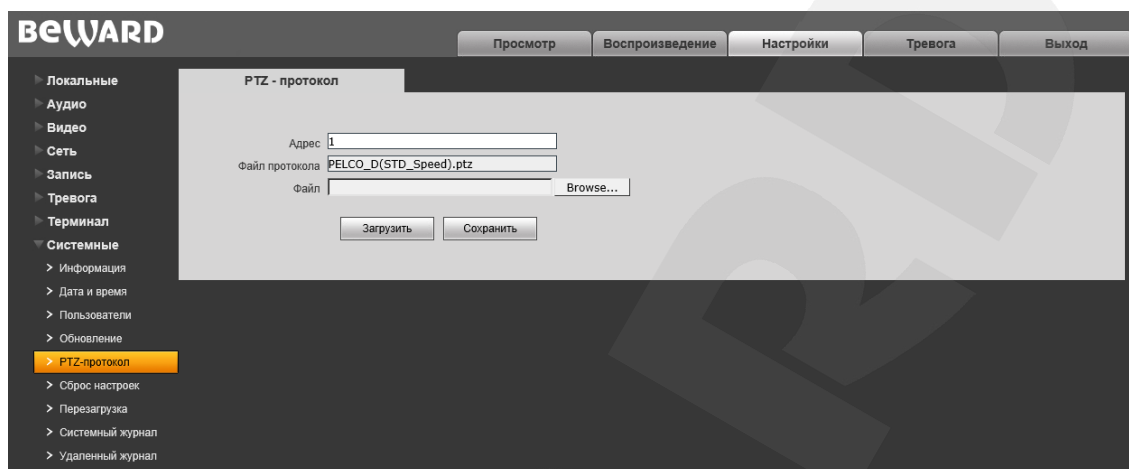 BEWARD
Просмотр Воспроизведение Настройки Тревога Выход
Локальные
Аудио
Видео
Сеть
Запись
Тревога
Терминал
Системные
Информация
Дата и время
Пользователи
Обновление
PTZ-протокол
Сброс настроек
Перезагрузка
Системный журнал
Удаленный журнал
PTZ - протокол
Адрес 1
Файл протокола PELCO_D(STD_Speed).ptz
Файл Browse...
Загрузить Сохранить